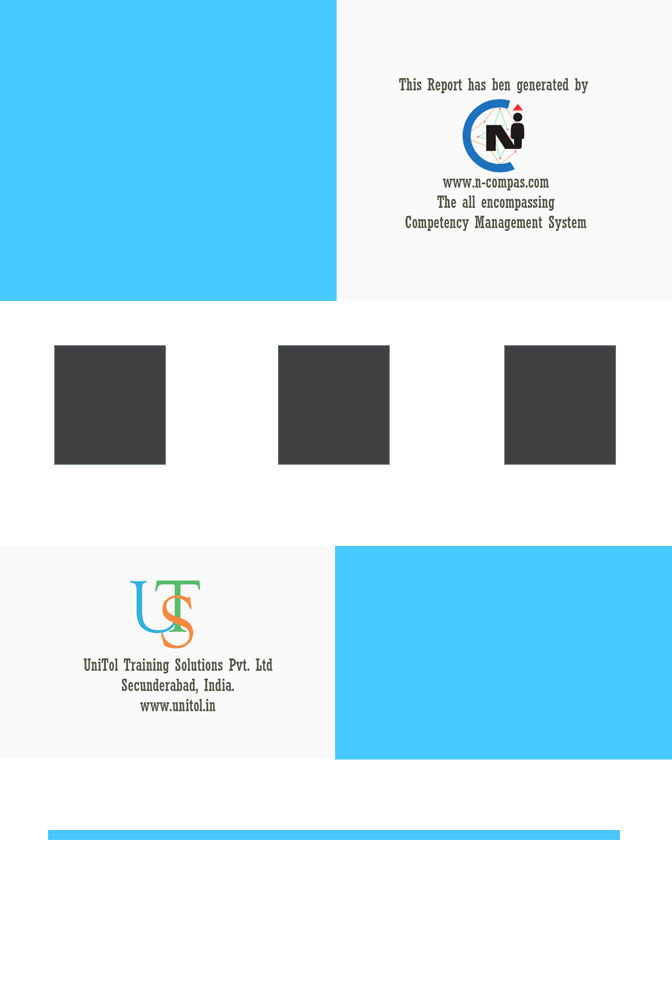 This Report has ben generated by
N
www.n-compas.com
The all encompassing
Competency Management System
UTS
UniTol Training Solutions Pvt. Ltd
Secunderabad, India.
www.unitol.in